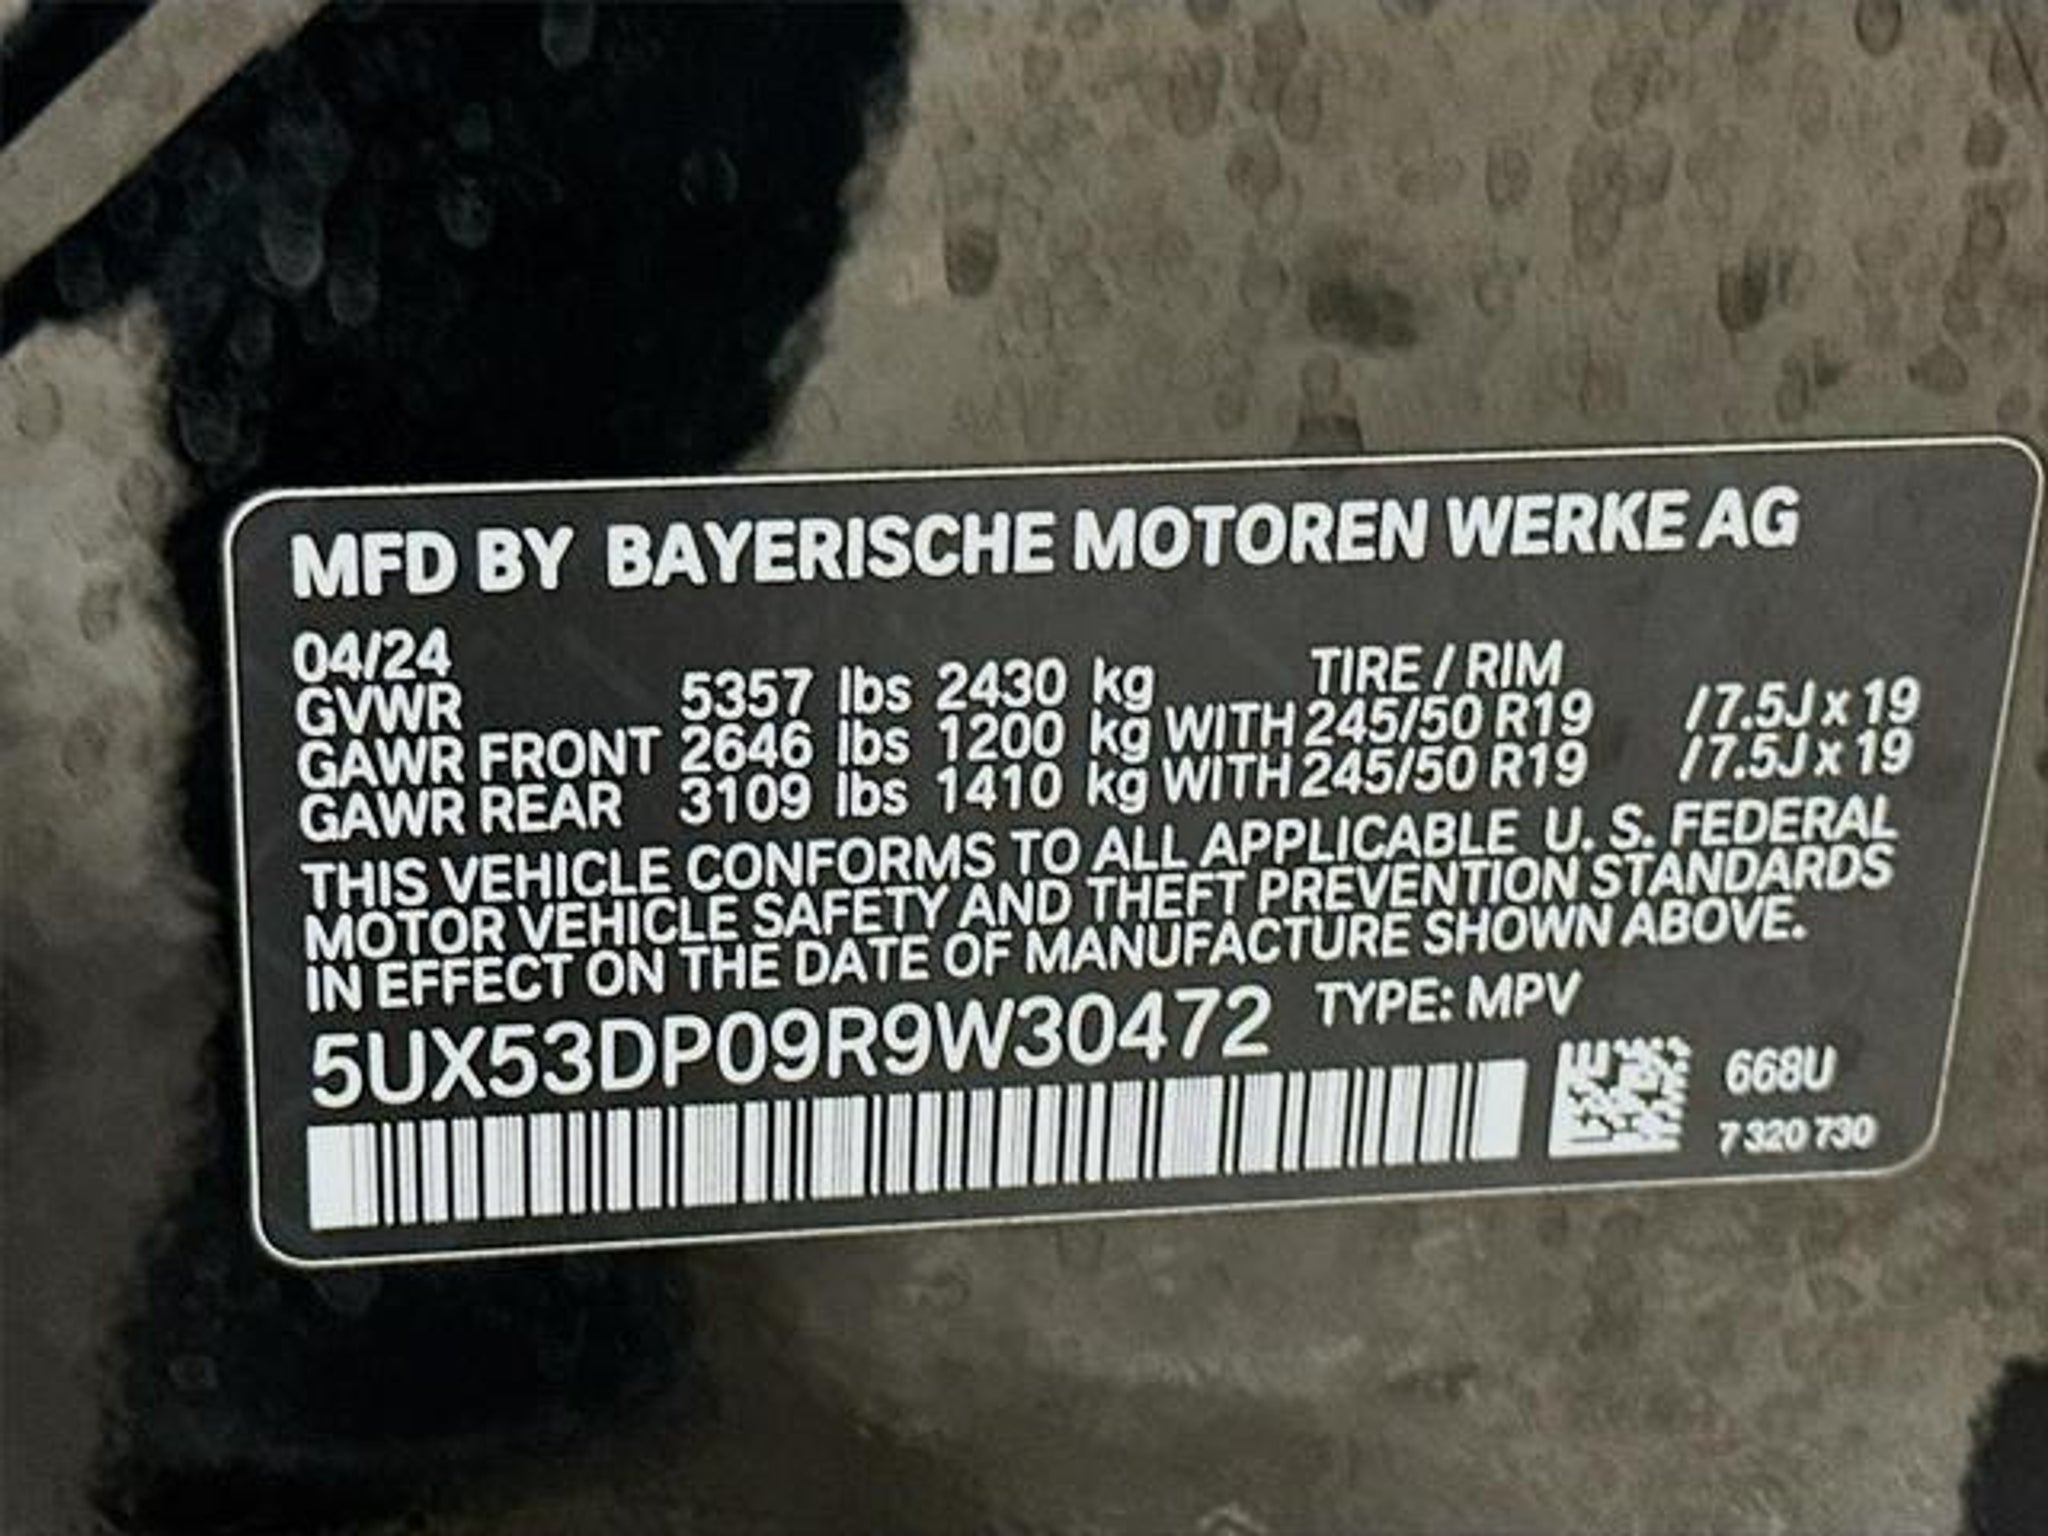 MFD BY BAYERISCHE MOTOREN WERKE AG
04/24 TIRE / RIM
GVWR 5357 lbs 2430 kg
GAWR FRONT 2646 lbs 1200 kg WITH 245/50 R19 / 7.5J x 19
GAWR REAR 3109 lbs 1410 kg WITH 245/50 R19 / 7.5J x 19
THIS VEHICLE CONFORMS TO ALL APPLICABLE U. S. FEDERAL
MOTOR VEHICLE SAFETY AND THEFT PREVENTION STANDARDS
IN EFFECT ON THE DATE OF MANUFACTURE SHOWN ABOVE.
5UX53DP09R9W30472 TYPE: MPV
668U
7 320 730